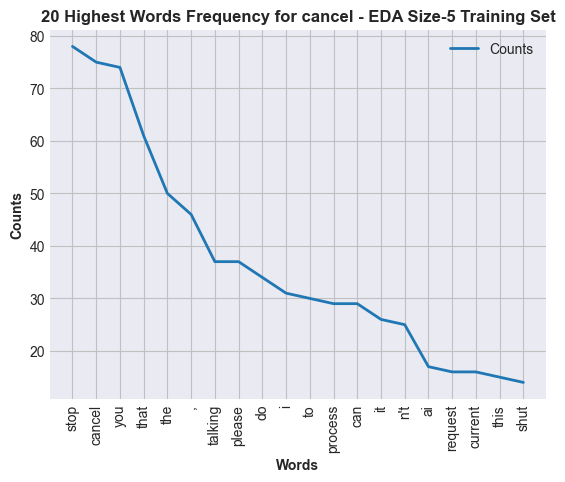 20 Highest Words Frequency for cancel - EDA Size-5 Training Set
Counts
80
70
60
50
40
30
20
Counts
stop
cancel
you
that
the
,
talking
please
do
i
to
process
can
it
n't
ai
request
current
this
shut
Words